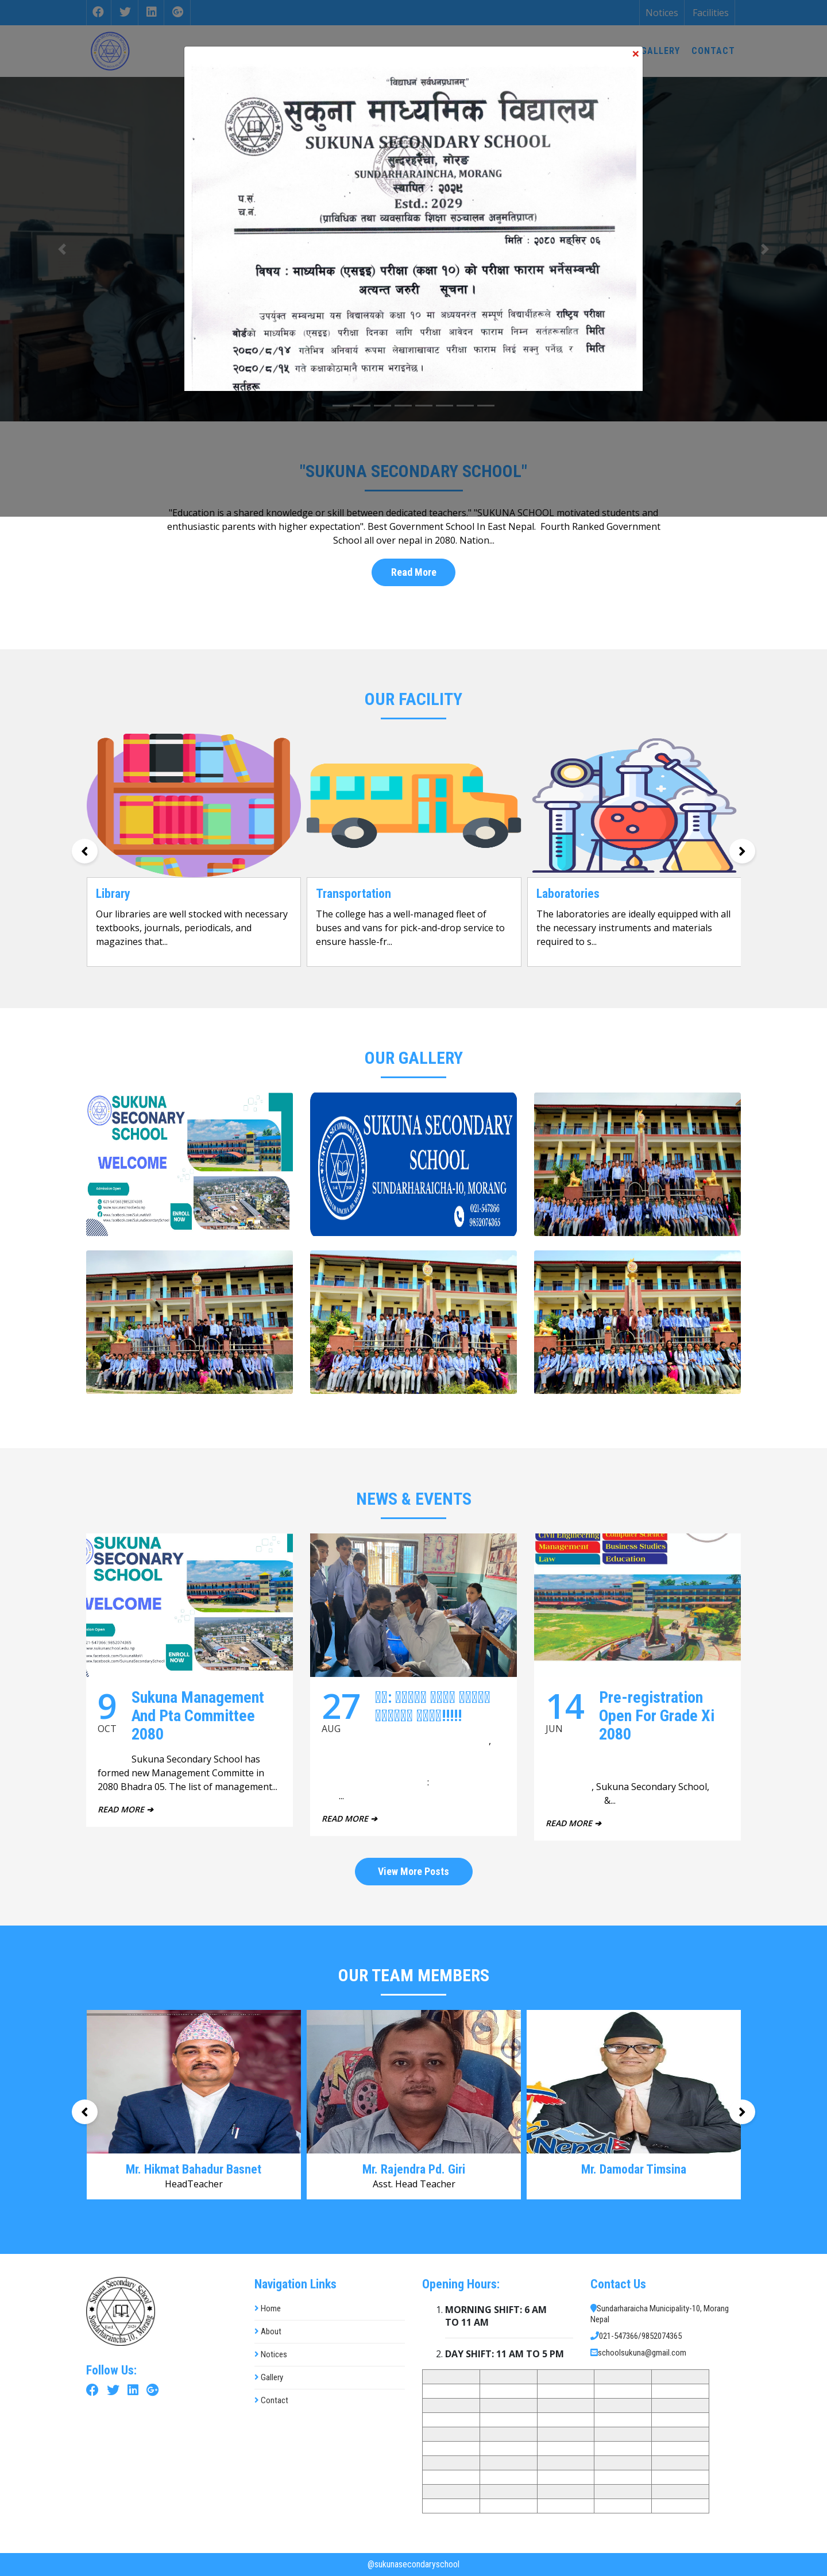 Notices Facilities
GALLERY CONTACT
×
"विद्याधनं सर्वधनप्रधानम्"
सुकुना माध्यमिक विद्यालय
SUKUNA SECONDARY SCHOOL
सुन्दरहरैंचा, मोरङ
SUNDARHARAINCHA, MORANG
स्थापित : २०२९
Estd.: 2029
(प्राविधिक तथा व्यवसायिक शिक्षा सञ्चालन अनुमतिप्राप्त)
प.सं.
च.नं.
मिति : २०८० मङ्सिर ०६
विषय : माध्यमिक (एसइइ) परीक्षा (कक्षा १०) को परीक्षा फाराम भर्नेसम्बन्धी
अत्यन्त जरुरी सूचना ।
उपर्युक्त सम्बन्धमा यस विद्यालयको कक्षा १० मा अध्ययनरत सम्पूर्ण विद्यार्थीहरूले राष्ट्रिय परीक्षा
बोर्डको माध्यमिक (एसइइ) परीक्षा दिनका लागि परीक्षा आवेदन फाराम निम्न सर्तहरूसहित मिति
२०८०/८/१४ गतेभित्र अनिवार्य रूपमा लेखाशाखावाट परीक्षा फाराम लिई सक्नु पर्नेछ र मिति
२०८०/८/१५ गते कक्षाकोठामानै फाराम भराइनेछ ।
सर्तहरू
"SUKUNA SECONDARY SCHOOL"
"Education is a shared knowledge or skill between dedicated teachers." "SUKUNA SCHOOL motivated students and
enthusiastic parents with higher expectation". Best Government School In East Nepal. Fourth Ranked Government
School all over nepal in 2080. Nation...
Read More
OUR FACILITY
Library
Our libraries are well stocked with necessary
textbooks, journals, periodicals, and
magazines that...
Transportation
The college has a well-managed fleet of
buses and vans for pick-and-drop service to
ensure hassle-fr...
Laboratories
The laboratories are ideally equipped with all
the necessary instruments and materials
required to s...
OUR GALLERY
SUKUNA
SECONARY
SCHOOL
WELCOME
Admission Open
ENROLL
NOW
SUKUNA SECONDARY
SCHOOL
SUNDARHARAICHA-10, MORANG
021-547366
9852074365
NEWS & EVENTS
SUKUNA
SECONARY
SCHOOL
WELCOME
ENROLL
NOW
Civil Engineering Computer Science
Management Business Studies
Law Education
9
OCT
Sukuna Management
And Pta Committee
2080
Sukuna Secondary School has
formed new Management Committe in
2080 Bhadra 05. The list of management...
READ MORE ➔
27
AUG
:
!!!!!
,
:
...
READ MORE ➔
14
JUN
Pre-registration
Open For Grade Xi
2080
, Sukuna Secondary School,
&...
READ MORE ➔
View More Posts
OUR TEAM MEMBERS
Nepal
Mr. Hikmat Bahadur Basnet
HeadTeacher
Mr. Rajendra Pd. Giri
Asst. Head Teacher
Mr. Damodar Timsina
Sukuna Secondary School
Sundarharaincha-10, Morang
Follow Us:
Navigation Links
Home
About
Notices
Gallery
Contact
Opening Hours:
1. MORNING SHIFT: 6 AM
TO 11 AM
2. DAY SHIFT: 11 AM TO 5 PM
Contact Us
Sundarharaicha Municipality-10, Morang
Nepal
021-547366/9852074365
schoolsukuna@gmail.com
@sukunasecondaryschool